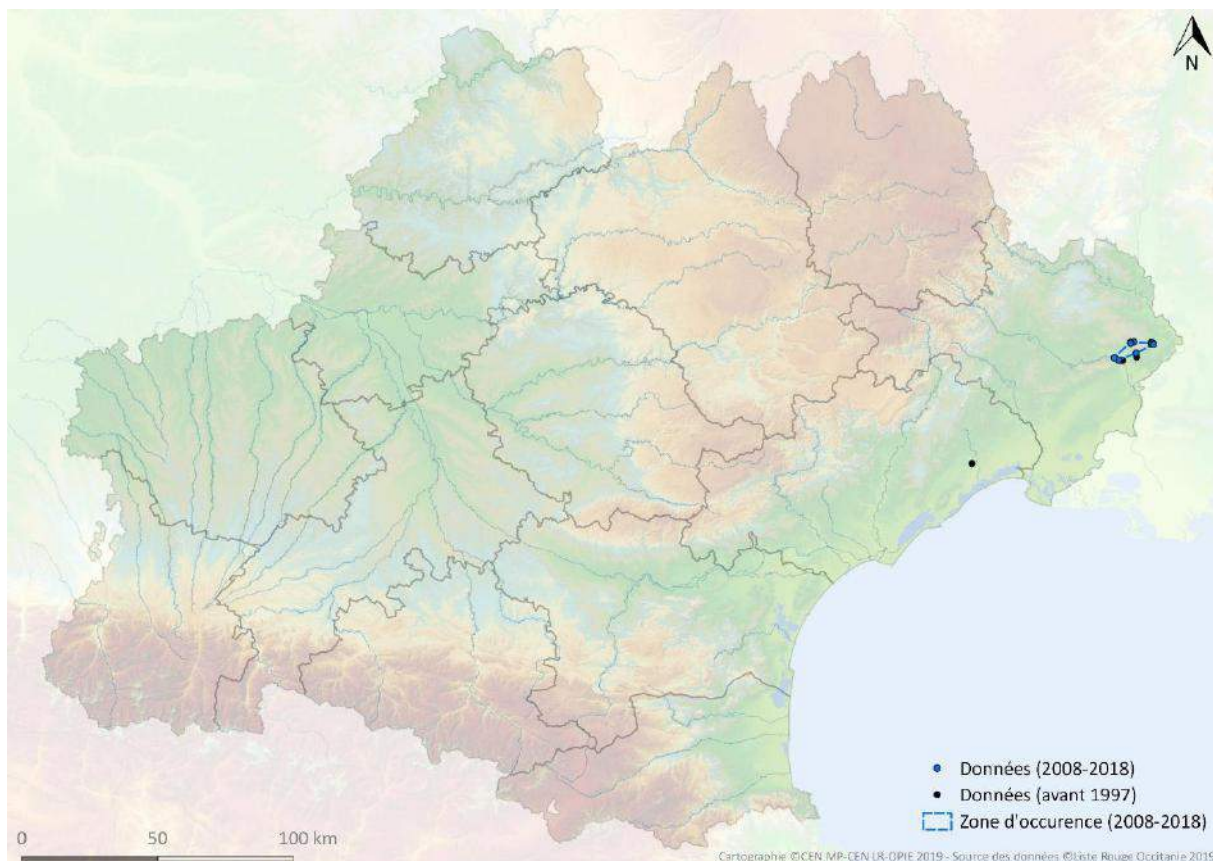 N
Données (2008-2018)
Données (avant 1997)
Zone d'occurence (2008-2018)
0 50 100 km
Cartographie ©CEN MP-CEN LR-OPIE 2019 - Source des données ©Liste Rouge Occitanie 2019